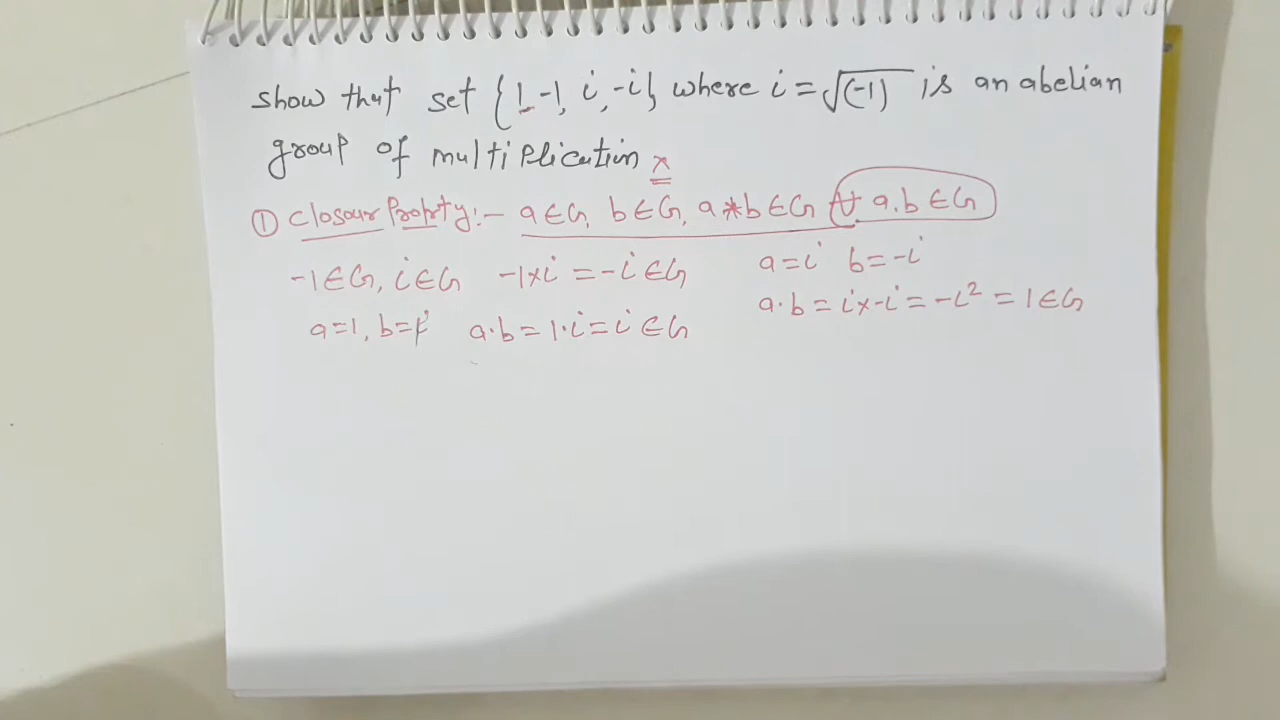 show that set {1,-1, i, -i}, where i = √(-1) is an abelian
group of multiplication
×
① Closour Proprty:- a∈G, b∈G, a*b∈G ∀ a.b∈G
-1∈G, i∈G -1×i = -i∈G
a=i b=-i
a=1, b=i a·b = 1·i = i ∈G
a·b = i×-i = -i² = 1∈G